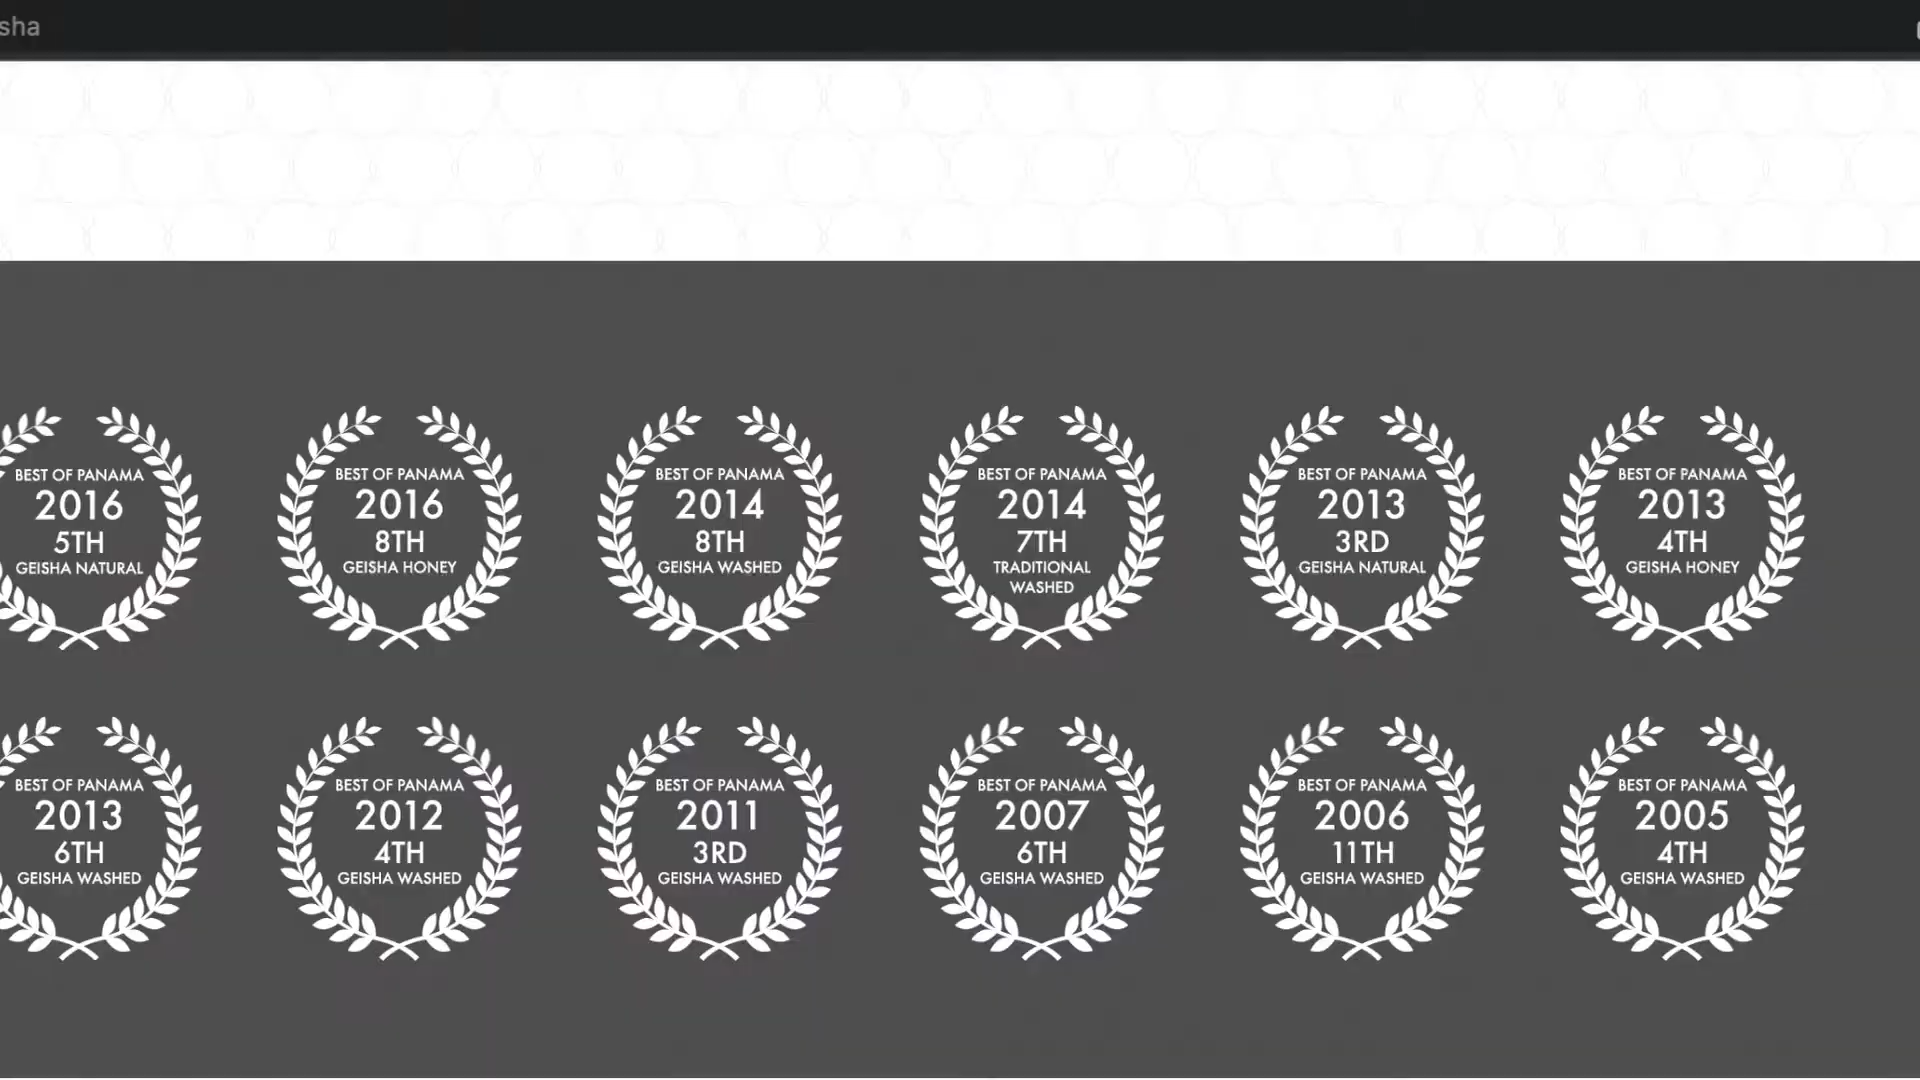 sha
BEST OF PANAMA
2016
5TH
GEISHA NATURAL
BEST OF PANAMA
2016
8TH
GEISHA HONEY
BEST OF PANAMA
2014
8TH
GEISHA WASHED
BEST OF PANAMA
2014
7TH
TRADITIONAL
WASHED
BEST OF PANAMA
2013
3RD
GEISHA NATURAL
BEST OF PANAMA
2013
4TH
GEISHA HONEY
BEST OF PANAMA
2013
6TH
GEISHA WASHED
BEST OF PANAMA
2012
4TH
GEISHA WASHED
BEST OF PANAMA
2011
3RD
GEISHA WASHED
BEST OF PANAMA
2007
6TH
GEISHA WASHED
BEST OF PANAMA
2006
11TH
GEISHA WASHED
BEST OF PANAMA
2005
4TH
GEISHA WASHED